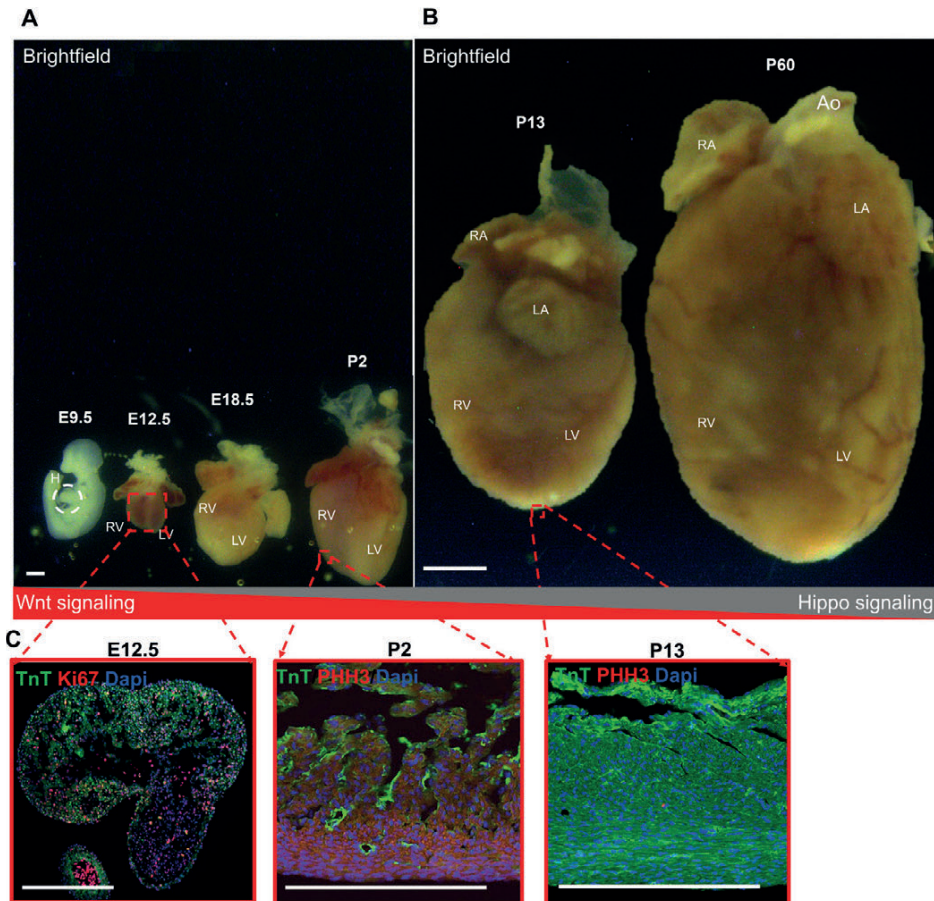 A
B
Brightfield
Brightfield
P60
Ao
P13
RA
RA
LA
LA
P2
E18.5
E9.5
E12.5
H
RV
LV
RV
LV
RV
LV
RV
LV
RV
LV
Wnt signaling
Hippo signaling
C
E12.5
P2
P13
TnT Ki67 Dapi
TnT PHH3 Dapi
TnT PHH3 Dapi